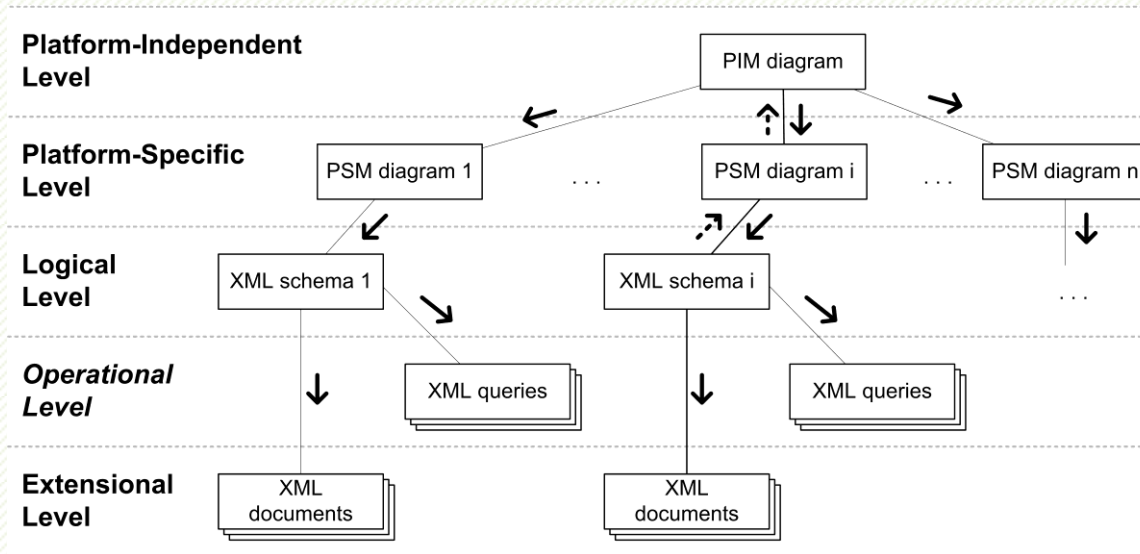 Platform-Independent
Level
PIM diagram
Platform-Specific
Level
PSM diagram 1
. . .
PSM diagram i
. . .
PSM diagram n
Logical
Level
XML schema 1
XML schema i
. . .
Operational
Level
XML queries
XML queries
Extensional
Level
XML
documents
XML
documents